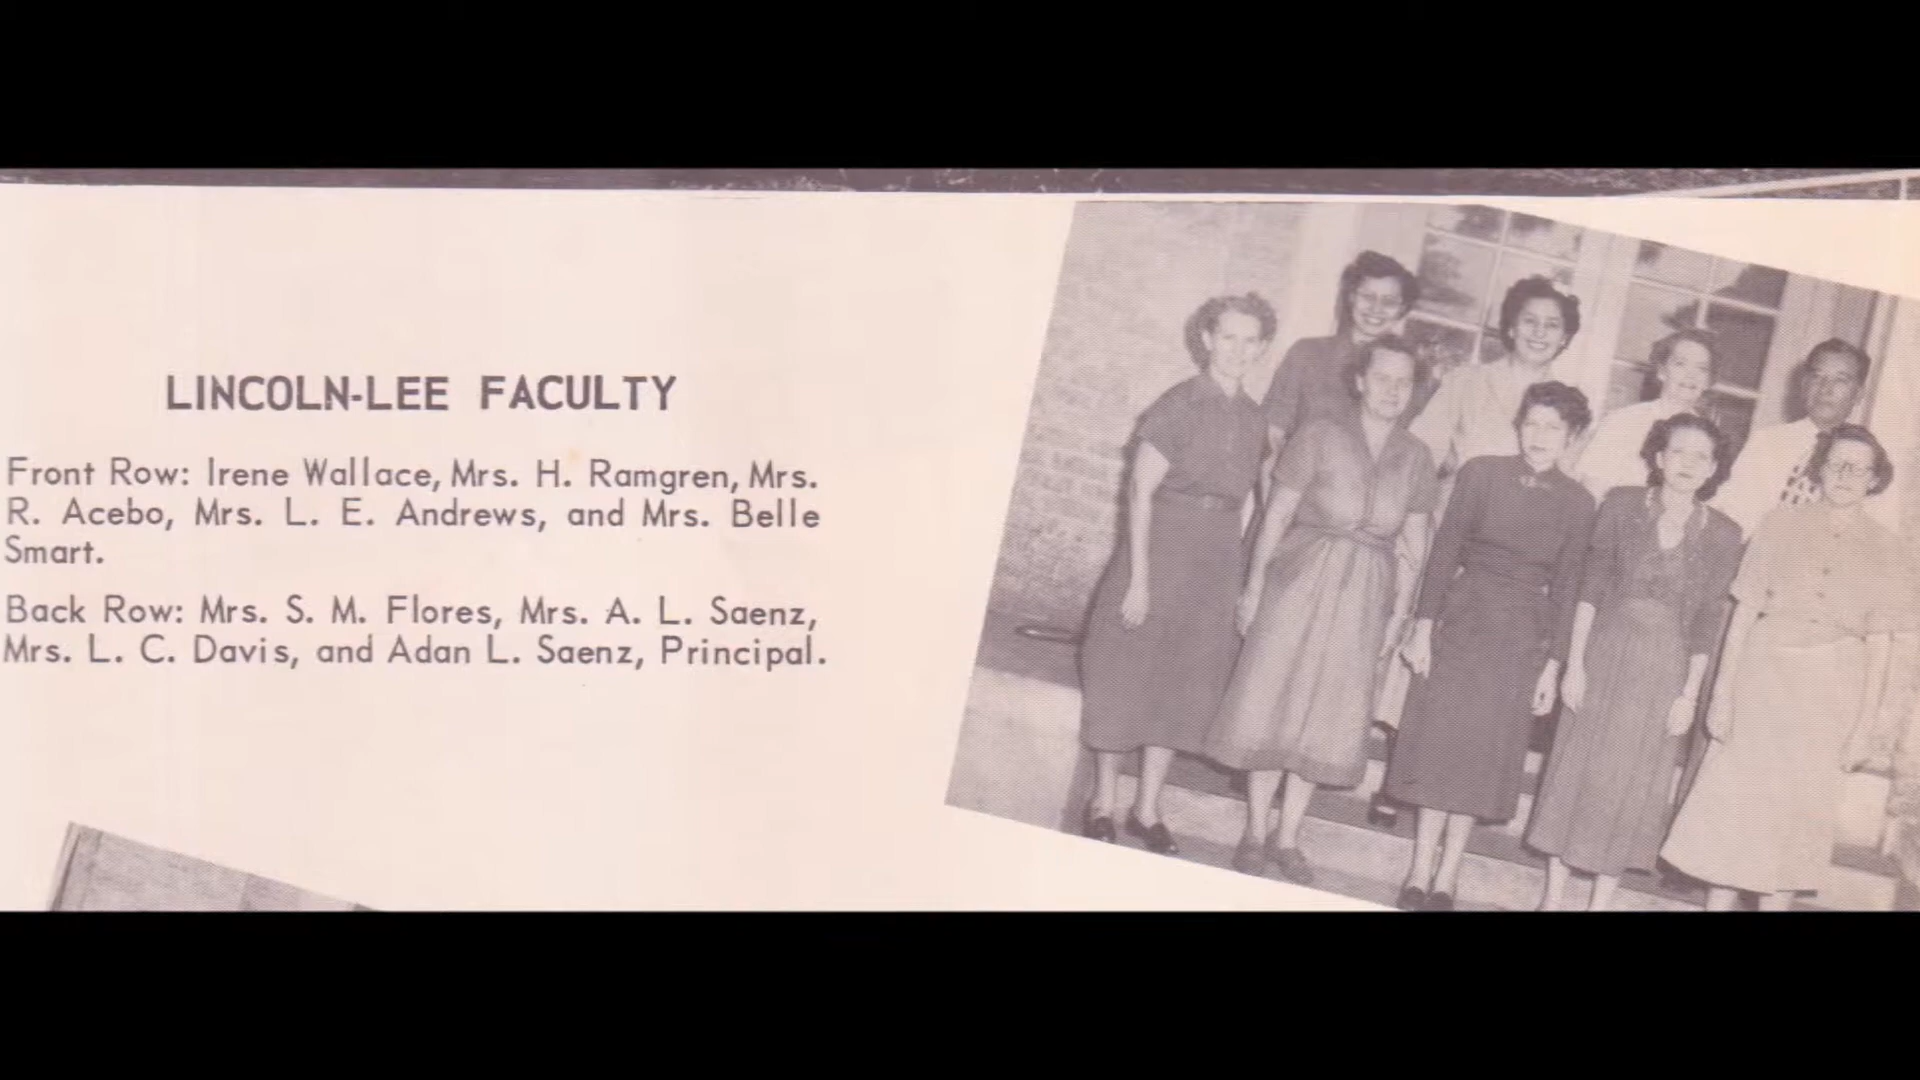 LINCOLN-LEE FACULTY
Front Row: Irene Wallace, Mrs. H. Ramgren, Mrs.
R. Acebo, Mrs. L. E. Andrews, and Mrs. Belle
Smart.
Back Row: Mrs. S. M. Flores, Mrs. A. L. Saenz,
Mrs. L. C. Davis, and Adan L. Saenz, Principal.